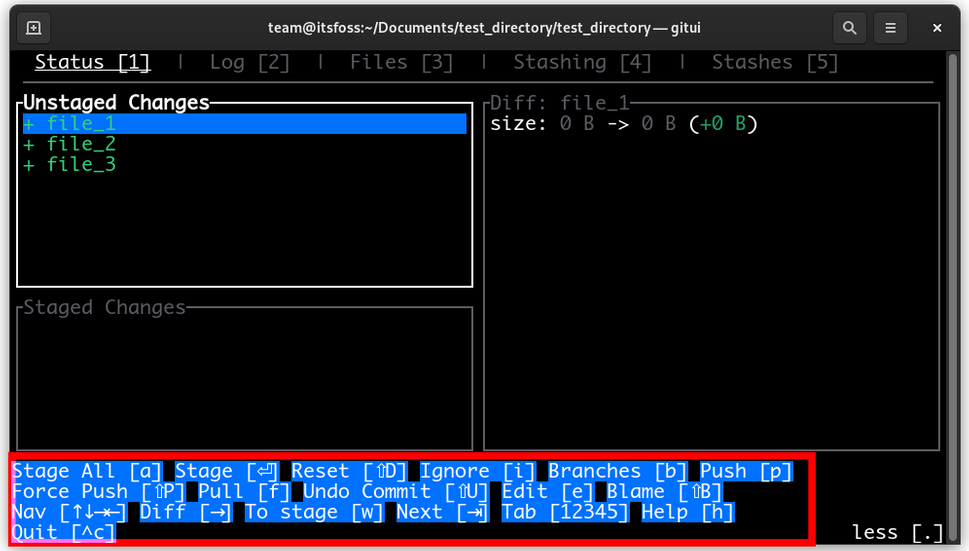 team@itsfoss:~/Documents/test_directory/test_directory — gitui
Status [1] | Log [2] | Files [3] | Stashing [4] | Stashes [5]
Unstaged Changes
+ file_1
+ file_2
+ file_3
Staged Changes
Diff: file_1
size: 0 B -> 0 B (+0 B)
Stage All [a] Stage [⏎] Reset [⇧D] Ignore [i] Branches [b] Push [p]
Force Push [⇧P] Pull [f] Undo Commit [⇧U] Edit [e] Blame [⇧B]
Nav [↑↓→←] Diff [→] To stage [w] Next [⇥] Tab [12345] Help [h]
Quit [^c]
less [.]